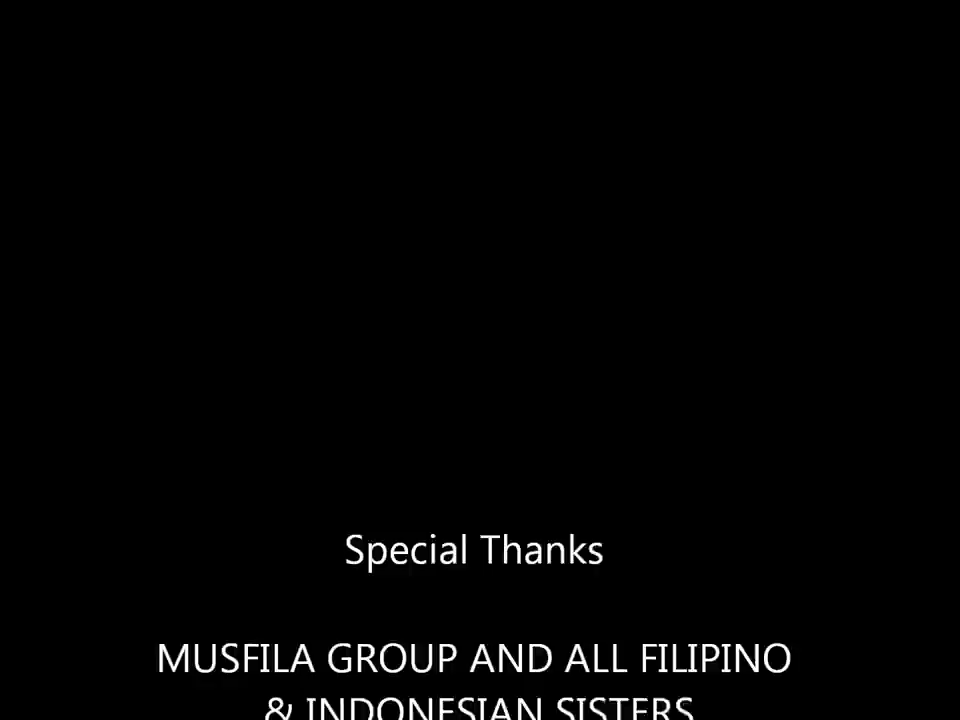 Special Thanks
MUSFILA GROUP AND ALL FILIPINO
& INDONESIAN SISTERS